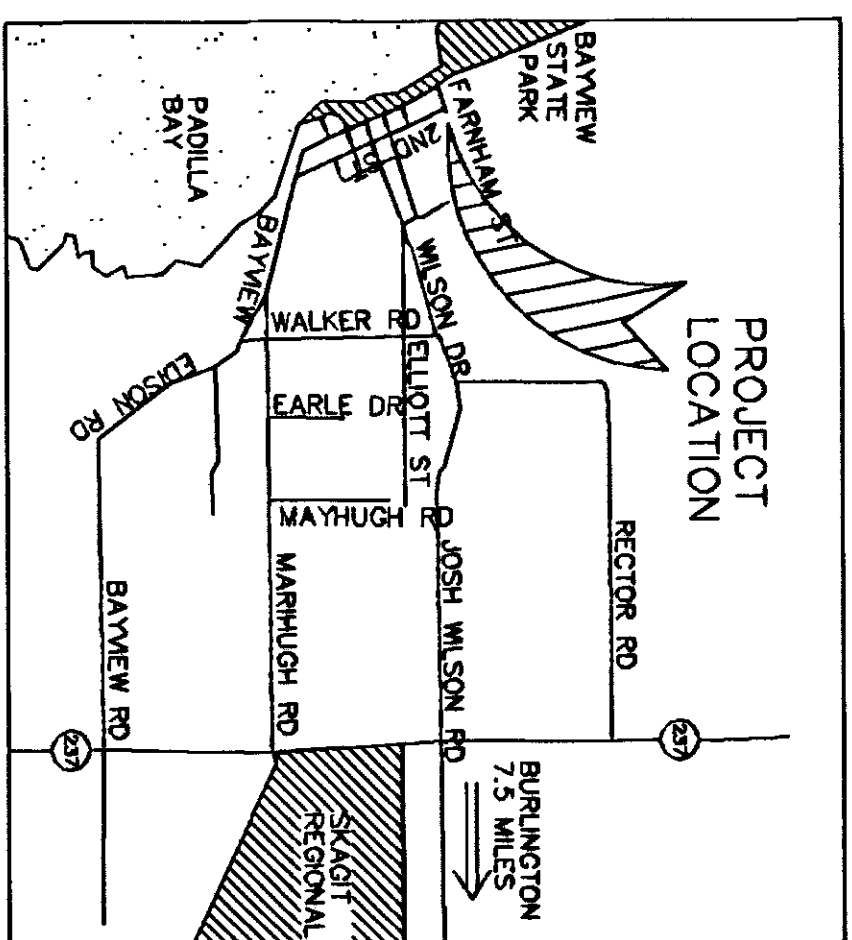 BAYVIEW
STATE
PARK
FARNHAM ST
2ND
1ST
PADILLA
BAY
PROJECT
LOCATION
BAYVIEW
EDISON RD
WILSON DR
WALKER RD
ELLIOTT ST
EARLE DR
MAYHUGH RD
RECTOR RD
JOSH WILSON RD
MARIHUGH RD
BAYVIEW RD
237
237
BURLINGTON
7.5 MILES
SKAGIT
REGIONAL